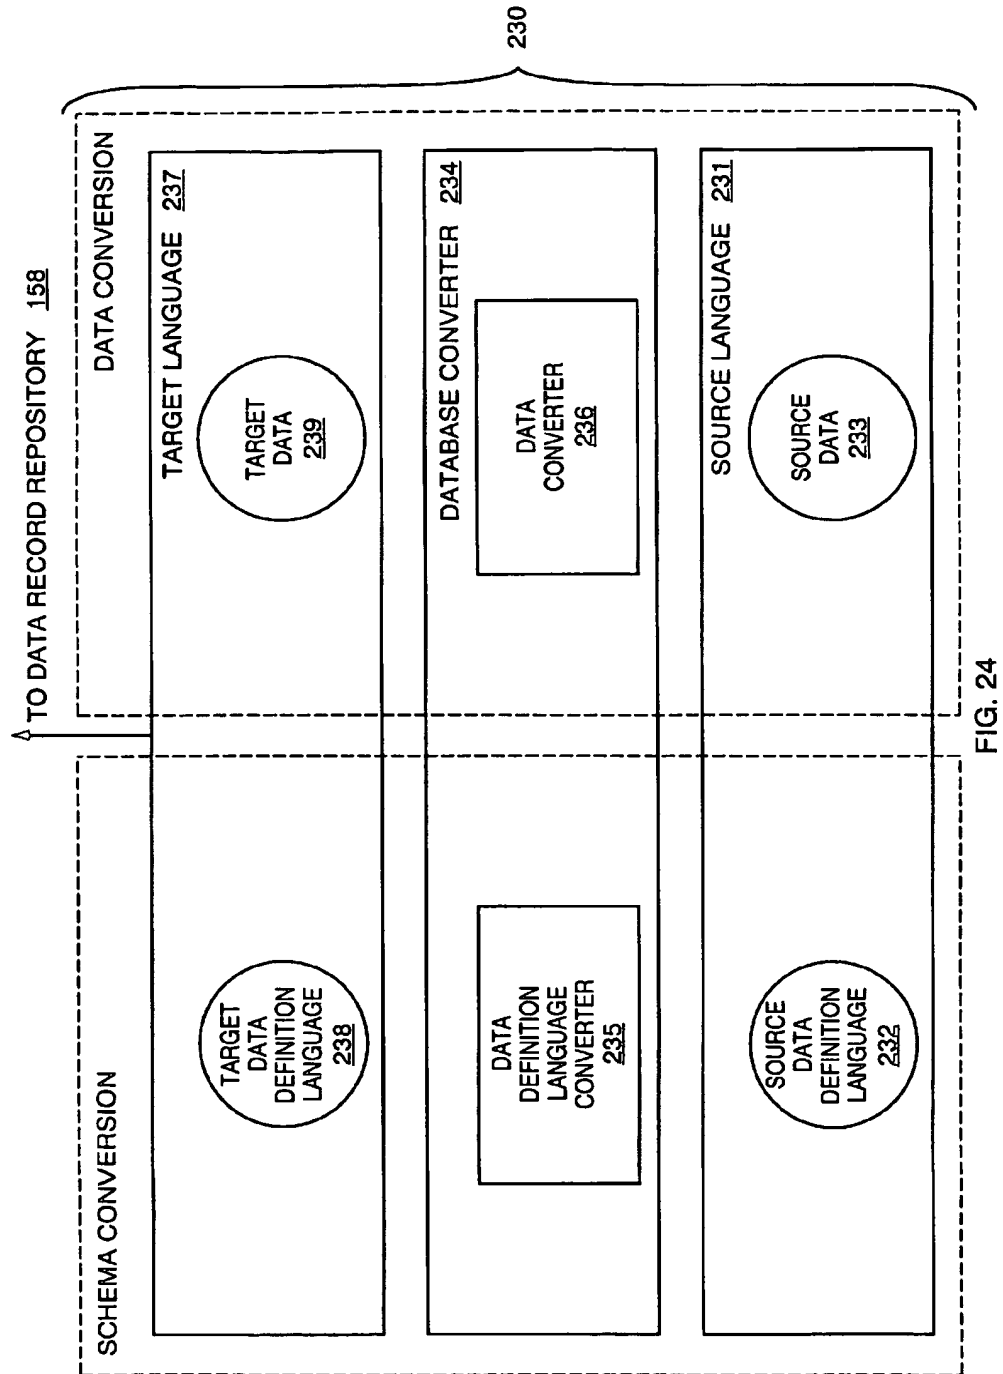 TO DATA RECORD REPOSITORY 158
SCHEMA CONVERSION
DATA CONVERSION
TARGET LANGUAGE 237
TARGET
DATA
DEFINITION
LANGUAGE
238
TARGET
DATA
239
DATABASE CONVERTER 234
DATA
DEFINITION
LANGUAGE
CONVERTER
235
DATA
CONVERTER
236
SOURCE LANGUAGE 231
SOURCE
DATA
DEFINITION
LANGUAGE
232
SOURCE
DATA
233
230
FIG. 24